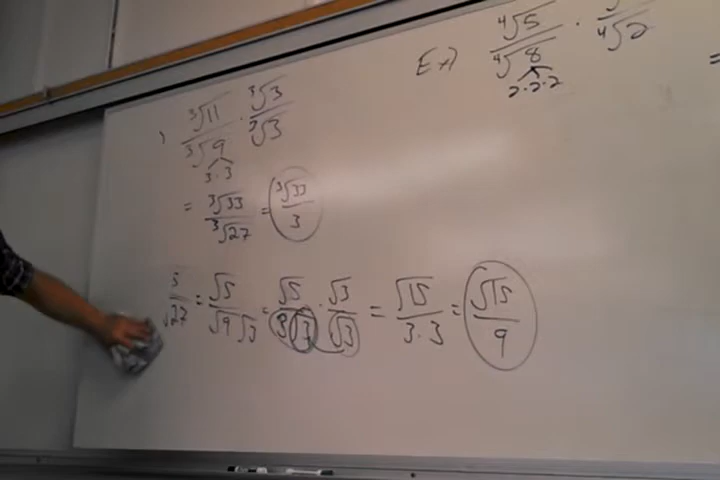 ) ³√11 / ³√9 · ³√3 / ³√3
3·3
= ³√33 / ³√27 = ³√33 / 3
5 / √27 = √5 / √9 √3 = √5 / 3√3 · √3 / √3 = √15 / 3·3 = √15 / 9
Ex) ⁴√5 / ⁴√8 · / ⁴√2
2·2·2
=